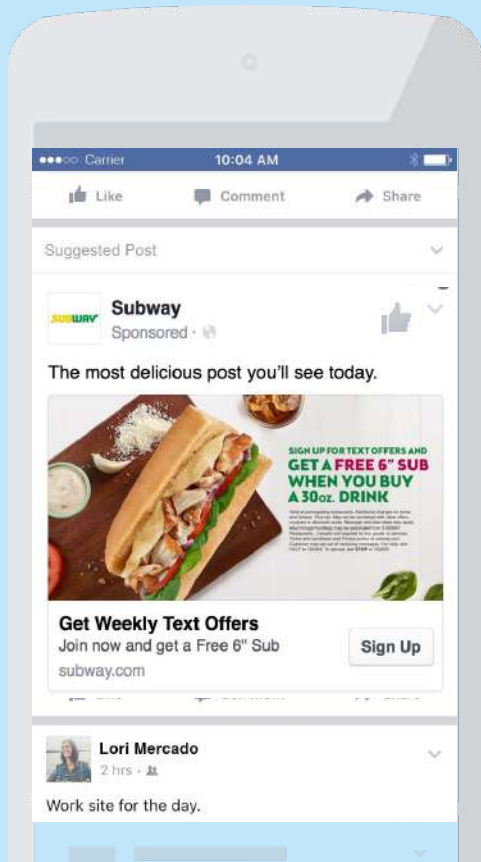 Carrier 10:04 AM
Like Comment Share
Suggested Post
SUBWAY Subway
Sponsored ·
The most delicious post you'll see today.
SIGN UP FOR TEXT OFFERS AND
GET A FREE 6" SUB
WHEN YOU BUY
A 30oz. DRINK
Get Weekly Text Offers
Join now and get a Free 6" Sub
Sign Up
subway.com
Lori Mercado
2 hrs ·
Work site for the day.